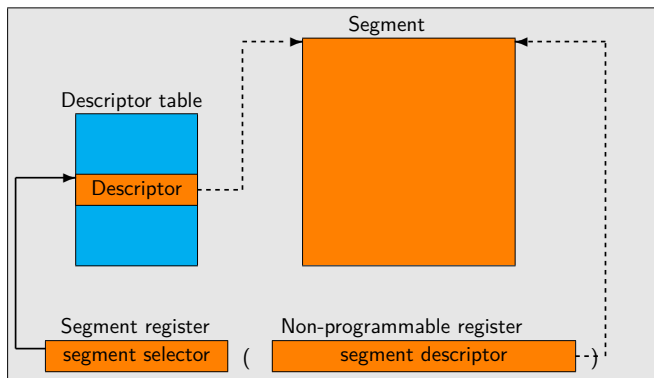 Segment
Descriptor table
Descriptor
Segment register
Non-programmable register
segment selector ( segment descriptor )